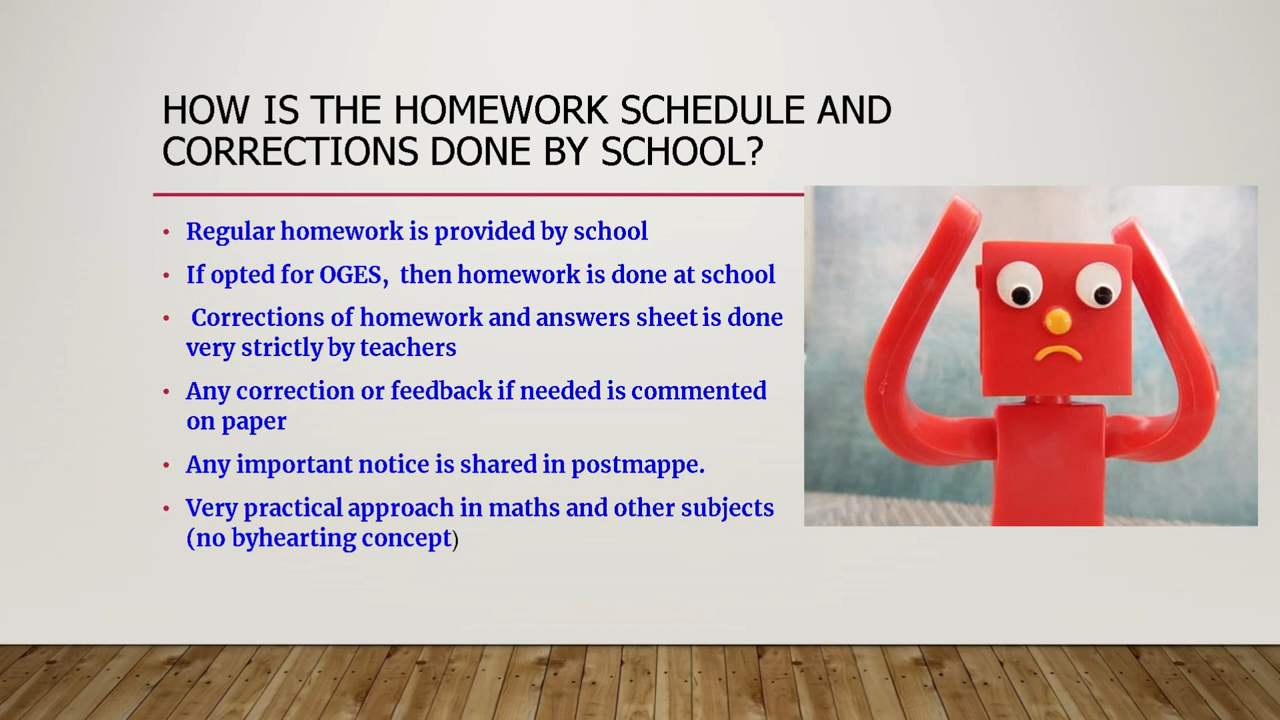 HOW IS THE HOMEWORK SCHEDULE AND
CORRECTIONS DONE BY SCHOOL?
• Regular homework is provided by school
• If opted for OGES, then homework is done at school
• Corrections of homework and answers sheet is done
very strictly by teachers
• Any correction or feedback if needed is commented
on paper
• Any important notice is shared in postmappe.
• Very practical approach in maths and other subjects
(no byhearting concept)